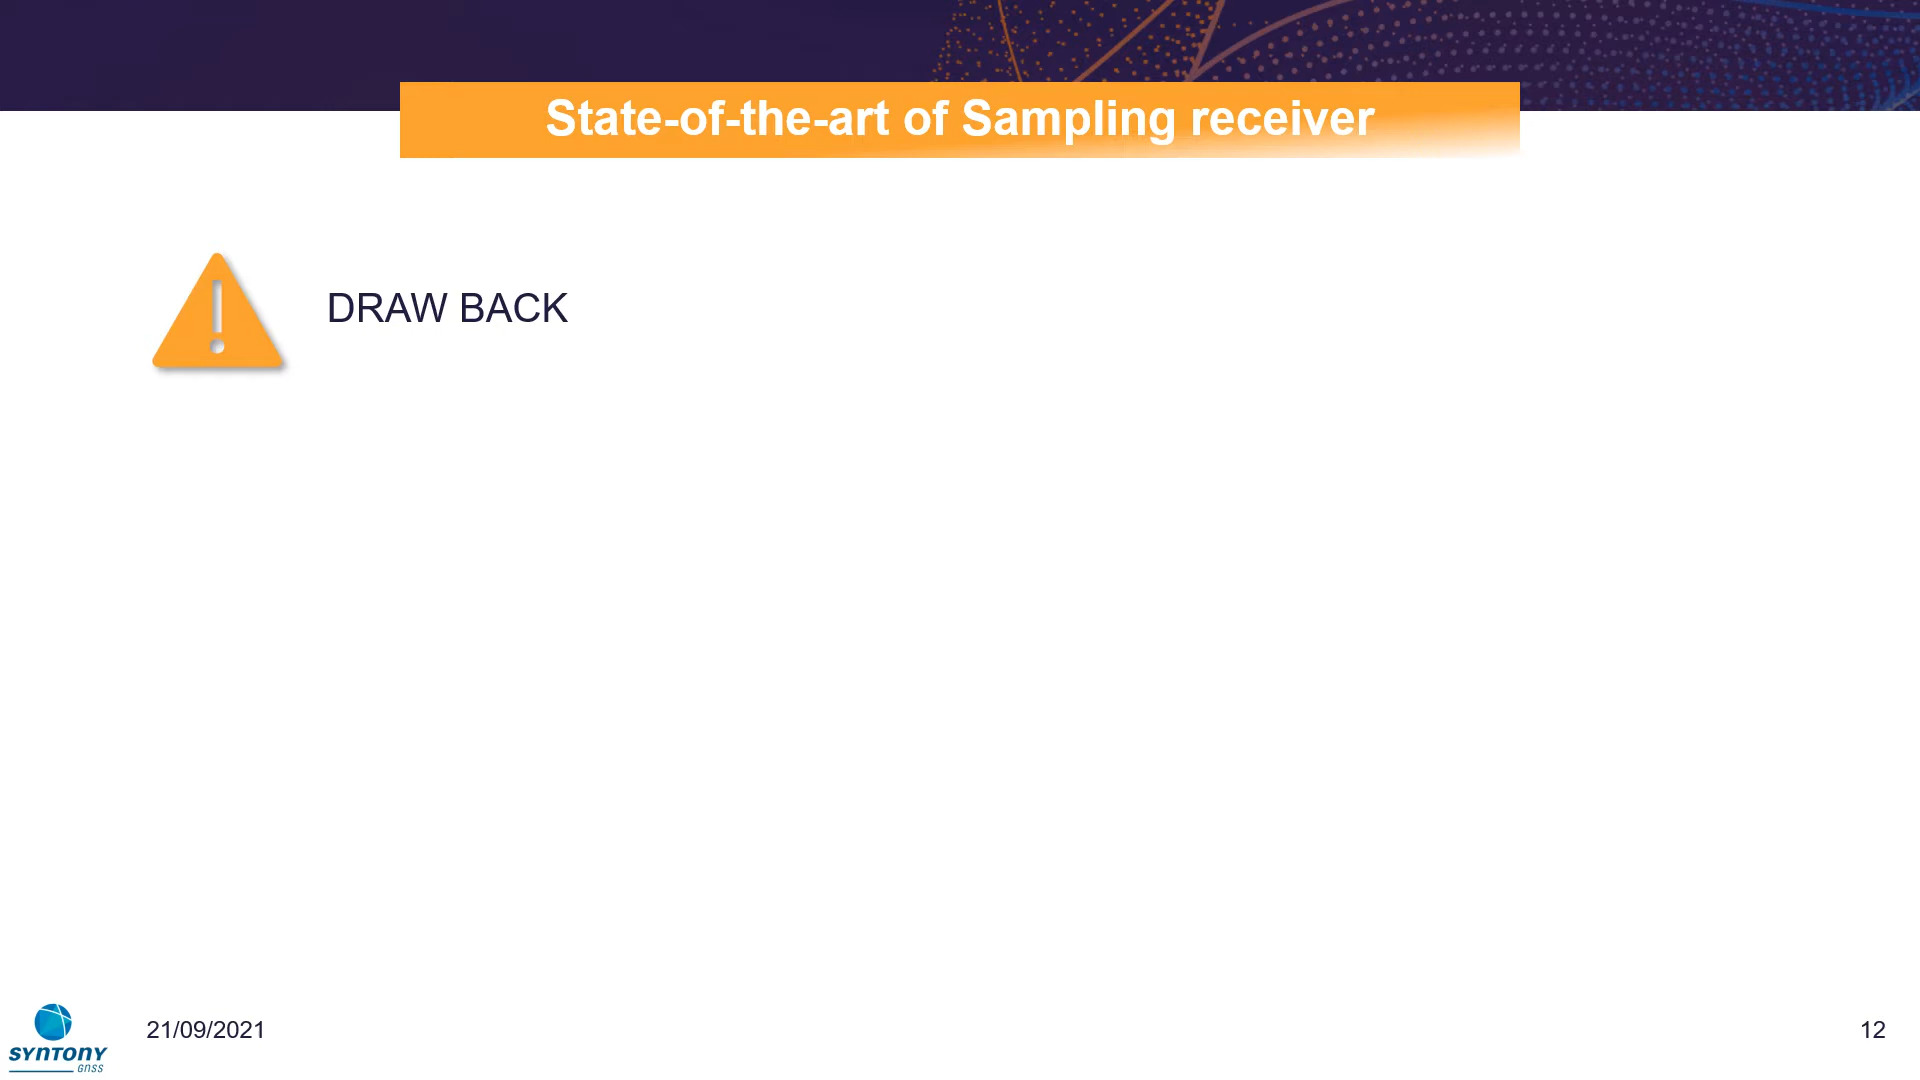 State-of-the-art of Sampling receiver
DRAW BACK
SYNTONY
GNSS
21/09/2021
12